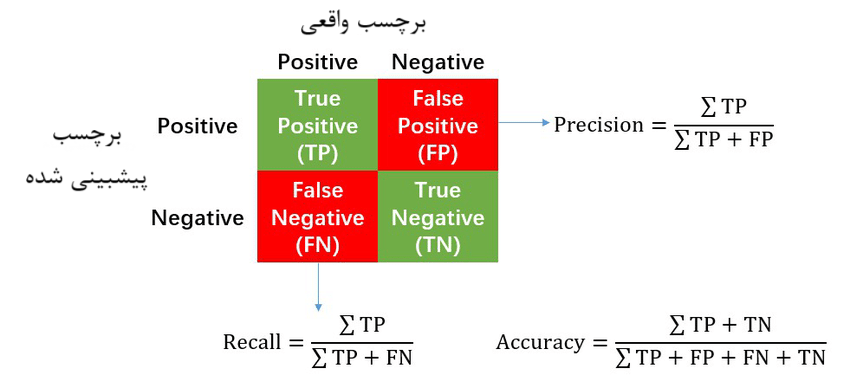 برچسب واقعی
Positive Negative
True Positive (TP)
False Positive (FP)
Positive
برچسب
پیشبینی شده
Negative
False Negative (FN)
True Negative (TN)
Precision = ∑ TP / ∑ TP + FP
Recall = ∑ TP / ∑ TP + FN
Accuracy = ∑ TP + TN / ∑ TP + FP + FN + TN